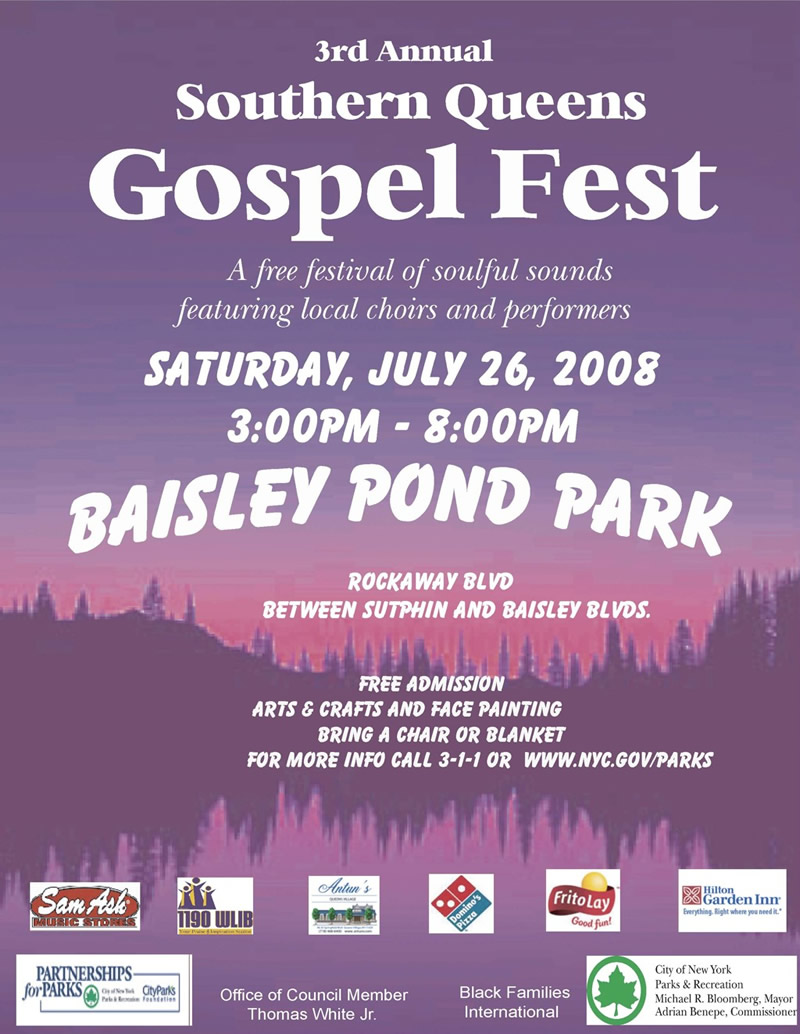 3rd Annual
Southern Queens
Gospel Fest
A free festival of soulful sounds
featuring local choirs and performers
SATURDAY, JULY 26, 2008
3:00PM - 8:00PM
BAISLEY POND PARK
ROCKAWAY BLVD
BETWEEN SUTPHIN AND BAISLEY BLVDS.
FREE ADMISSION
ARTS & CRAFTS AND FACE PAINTING
BRING A CHAIR OR BLANKET
FOR MORE INFO CALL 3-1-1 OR WWW.NYC.GOV/PARKS
Sam Ash
MUSIC STORES
1190 WLIB
Antun's
QUEENS VILLAGE
Domino's
Pizza
Frito Lay
Good fun!
Hilton
Garden Inn
Everything. Right where you need it.
PARTNERSHIPS
for PARKS
City of New York
Parks & Recreation
CityParks
Foundation
Office of Council Member
Thomas White Jr.
Black Families
International
City of New York
Parks & Recreation
Michael R. Bloomberg, Mayor
Adrian Benepe, Commissioner